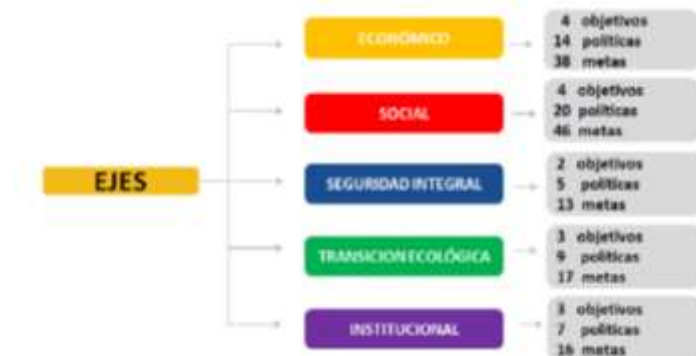 EJES
ECONÓMICO
4 objetivos
14 políticas
38 metas
SOCIAL
4 objetivos
20 políticas
46 metas
SEGURIDAD INTEGRAL
2 objetivos
5 políticas
13 metas
TRANSICION ECOLÓGICA
3 objetivos
9 políticas
17 metas
INSTITUCIONAL
3 objetivos
7 políticas
16 metas